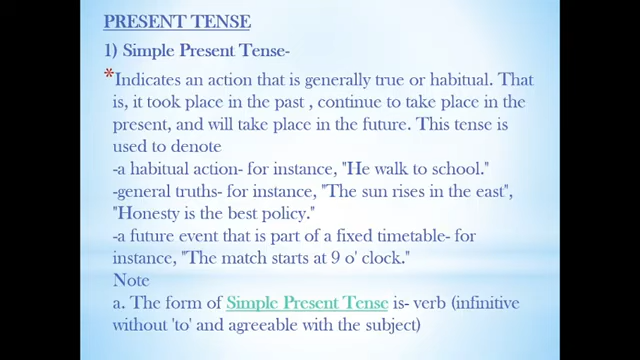 PRESENT TENSE
1) Simple Present Tense-
*Indicates an action that is generally true or habitual. That
is, it took place in the past , continue to take place in the
present, and will take place in the future. This tense is
used to denote
-a habitual action- for instance, "He walk to school."
-general truths- for instance, "The sun rises in the east",
"Honesty is the best policy."
-a future event that is part of a fixed timetable- for
instance, "The match starts at 9 o' clock."
Note
a. The form of Simple Present Tense is- verb (infinitive
without 'to' and agreeable with the subject)